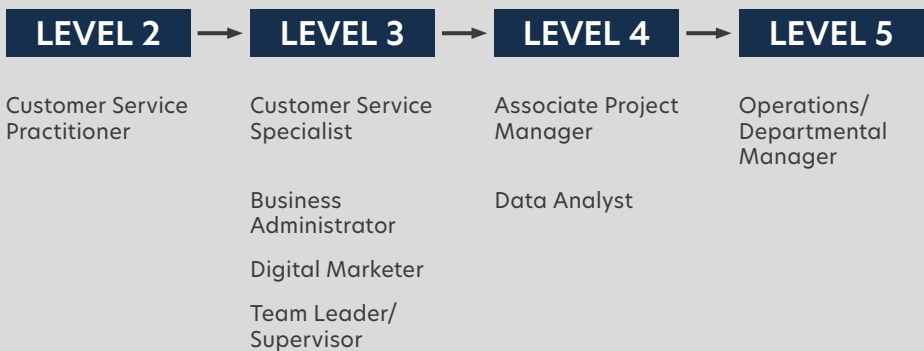 LEVEL 2
LEVEL 3
LEVEL 4
LEVEL 5
Customer Service
Practitioner
Customer Service
Specialist
Business
Administrator
Digital Marketer
Team Leader/
Supervisor
Associate Project
Manager
Data Analyst
Operations/
Departmental
Manager